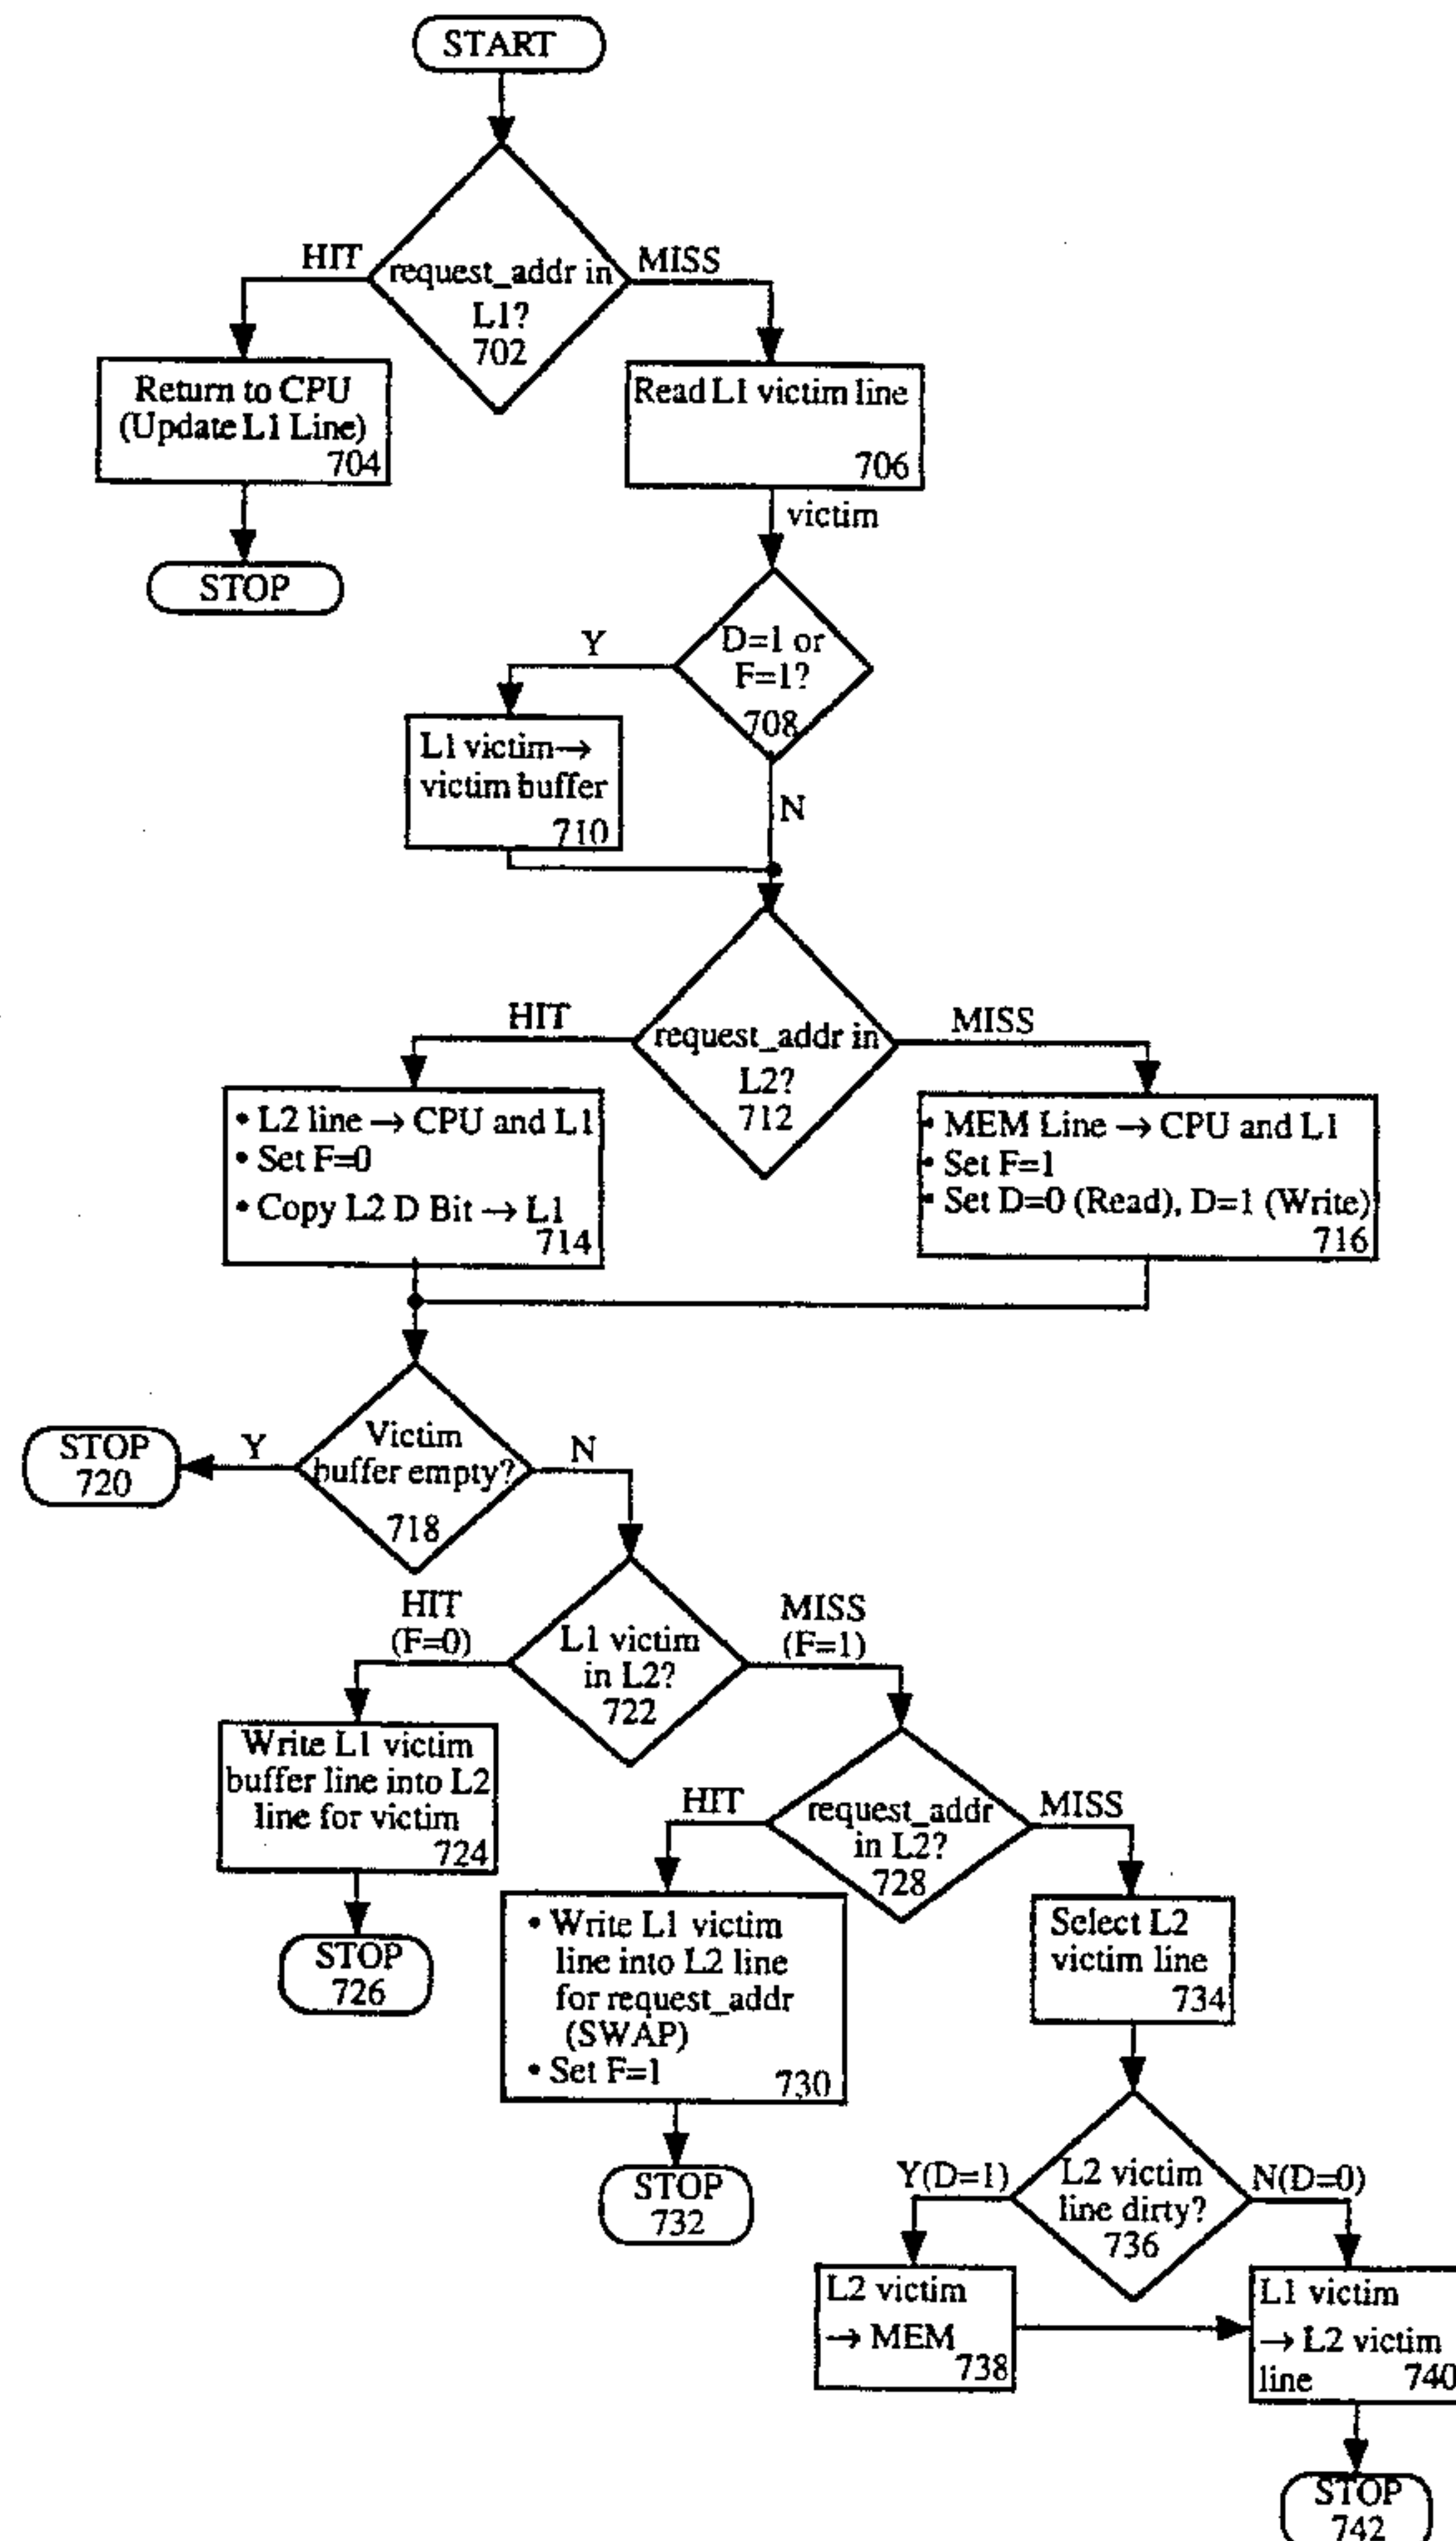 START
HIT
MISS
request_addr in
L1?
702
Return to CPU
(Update L1 Line)
704
Read L1 victim line
706
STOP
victim
D=1 or
F=1?
708
Y
L1 victim→
victim buffer
710
N
HIT
MISS
request_addr in
L2?
712
• L2 line → CPU and L1
• Set F=0
• Copy L2 D Bit → L1
714
• MEM Line → CPU and L1
• Set F=1
• Set D=0 (Read), D=1 (Write)
716
Victim
buffer empty?
718
Y
STOP
720
N
HIT
(F=0)
L1 victim
in L2?
722
MISS
(F=1)
Write L1 victim
buffer line into L2
line for victim
724
STOP
726
HIT
request_addr
in L2?
728
MISS
• Write L1 victim
line into L2 line
for request_addr
(SWAP)
• Set F=1
730
STOP
732
Select L2
victim line
734
Y(D=1)
L2 victim
line dirty?
736
N(D=0)
L2 victim
→ MEM
738
L1 victim
→ L2 victim
line 740
STOP
742